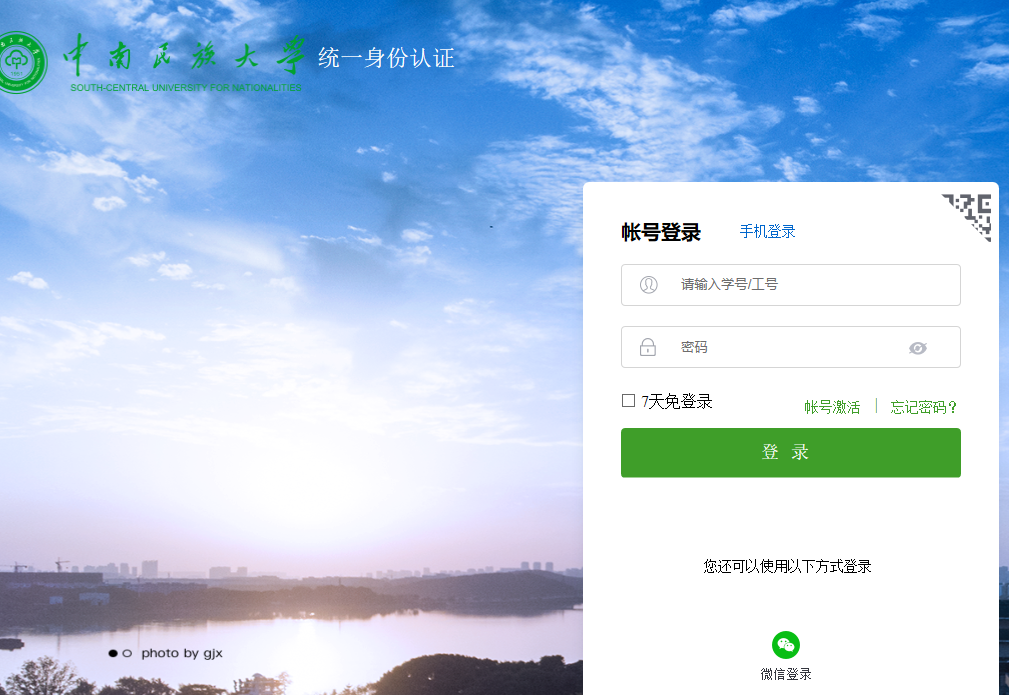 中南民族大学 统一身份认证
SOUTH-CENTRAL UNIVERSITY FOR NATIONALITIES
帐号登录 手机登录
请输入学号/工号
密码
7天免登录
帐号激活 | 忘记密码?
登 录
您还可以使用以下方式登录
微信登录
photo by gjx